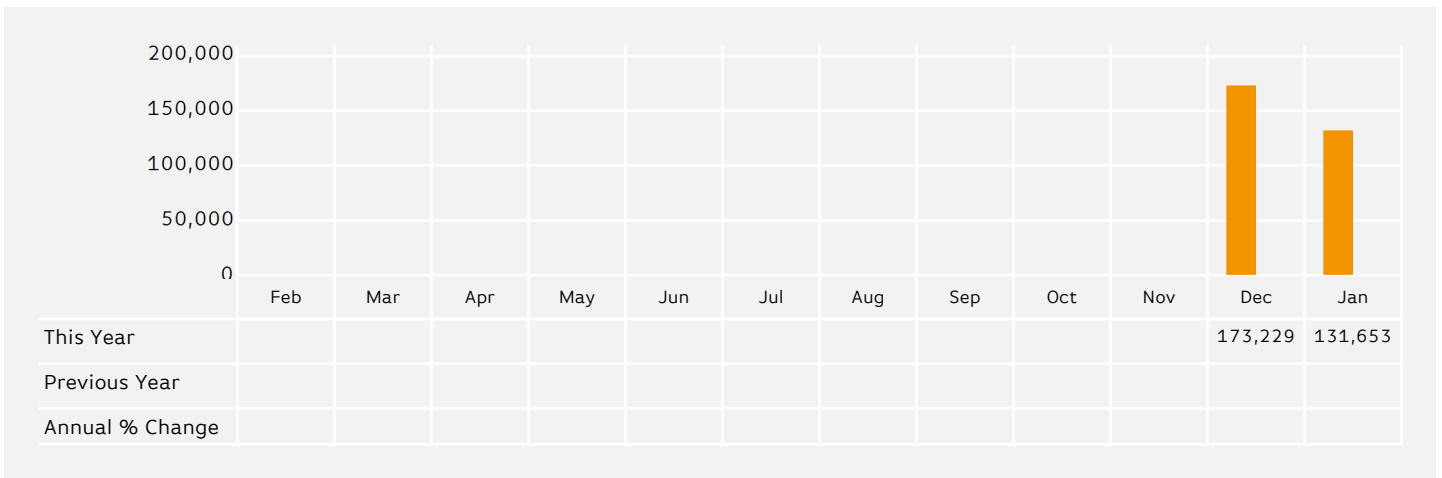 200,000
150,000
100,000
50,000
0
Feb Mar Apr May Jun Jul Aug Sep Oct Nov Dec Jan
This Year 173,229 131,653
Previous Year
Annual % Change